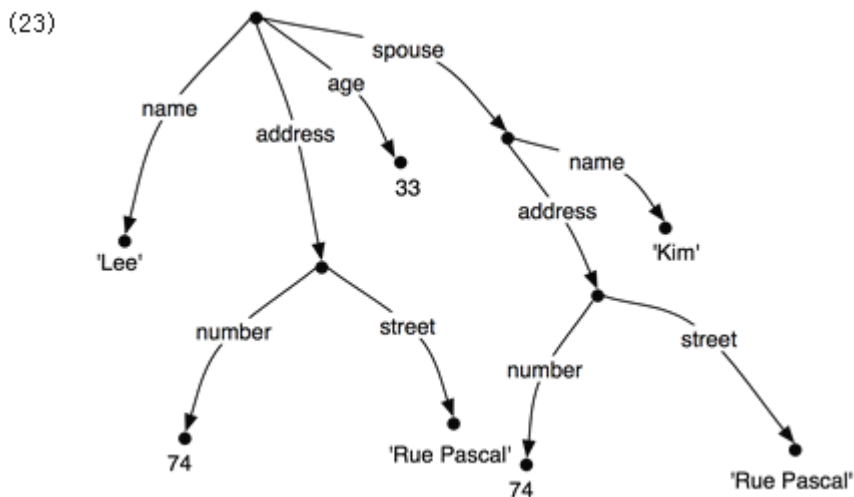 (23)
spouse
age
name
address
33
name
address
'Lee'
'Kim'
number
street
street
number
74
'Rue Pascal'
74
'Rue Pascal'